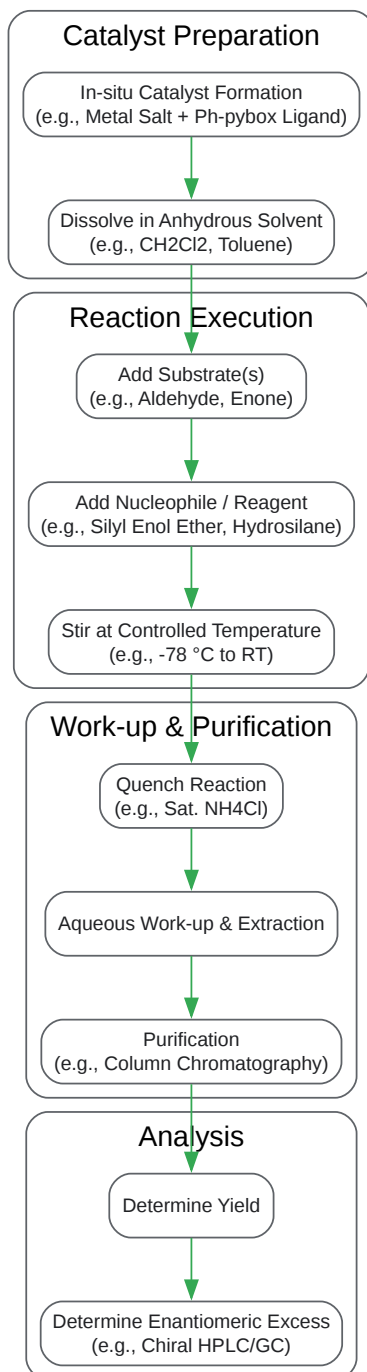 Catalyst Preparation
In-situ Catalyst Formation
(e.g., Metal Salt + Ph-pybox Ligand)
Dissolve in Anhydrous Solvent
(e.g., CH2Cl2, Toluene)
Reaction Execution
Add Substrate(s)
(e.g., Aldehyde, Enone)
Add Nucleophile / Reagent
(e.g., Silyl Enol Ether, Hydrosilane)
Stir at Controlled Temperature
(e.g., -78 °C to RT)
Work-up & Purification
Quench Reaction
(e.g., Sat. NH4Cl)
Aqueous Work-up & Extraction
Purification
(e.g., Column Chromatography)
Analysis
Determine Yield
Determine Enantiomeric Excess
(e.g., Chiral HPLC/GC)